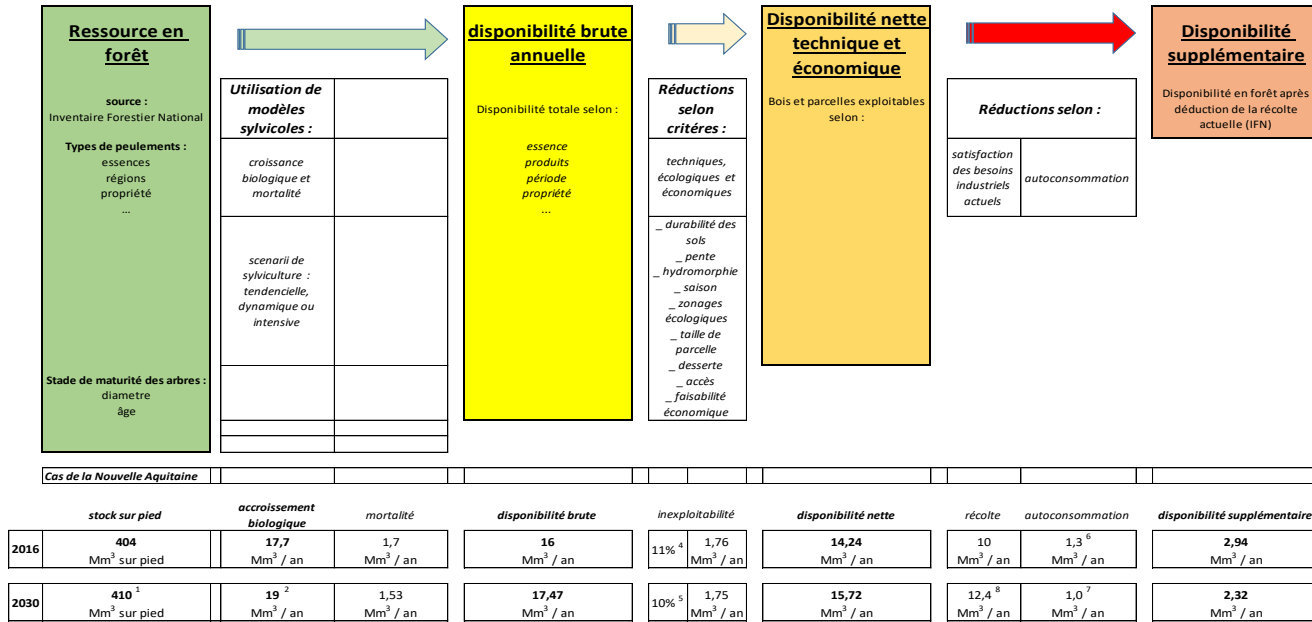 Ressource en
forêt
source :
Inventaire Forestier National
Types de peulements :
essences
régions
propriété
...
Stade de maturité des arbres :
diametre
âge
Utilisation de
modèles
sylvicoles :
croissance
biologique et
mortalité
scenarii de
sylviculture :
tendencielle,
dynamique ou
intensive
disponibilité brute
annuelle
Disponibilité totale selon :
essence
produits
période
propriété
...
Réductions
selon
critéres :
techniques,
écologiques et
économiques
_ durabilité des
sols
_ pente
_ hydromorphie
_ saison
_ zonages
écologiques
_ taille de
parcelle
_ desserte
_ accès
_ faisabilité
économique
Disponibilité nette
technique et
économique
Bois et parcelles exploitables
selon :
Réductions selon :
satisfaction
des besoins
industriels
actuels
autoconsommation
Disponibilité
supplémentaire
Disponibilité en forêt après
déduction de la récolte
actuelle (IFN)
Cas de la Nouvelle Aquitaine
stock sur pied
accroissement
biologique
mortalité
disponibilité brute
inexploitabilité
disponibilité nette
récolte
autoconsommation
disponibilité supplémentaire
2016
404
Mm³ sur pied
17,7
Mm³ / an
1,7
Mm³ / an
16
Mm³ / an
11% ⁴
1,76
Mm³ / an
14,24
Mm³ / an
10
Mm³ / an
1,3 ⁶
Mm³ / an
2,94
Mm³ / an
2030
410 ¹
Mm³ sur pied
19 ²
Mm³ / an
1,53
Mm³ / an
17,47
Mm³ / an
10% ⁵
1,75
Mm³ / an
15,72
Mm³ / an
12,4 ⁸
Mm³ / an
1,0 ⁷
Mm³ / an
2,32
Mm³ / an